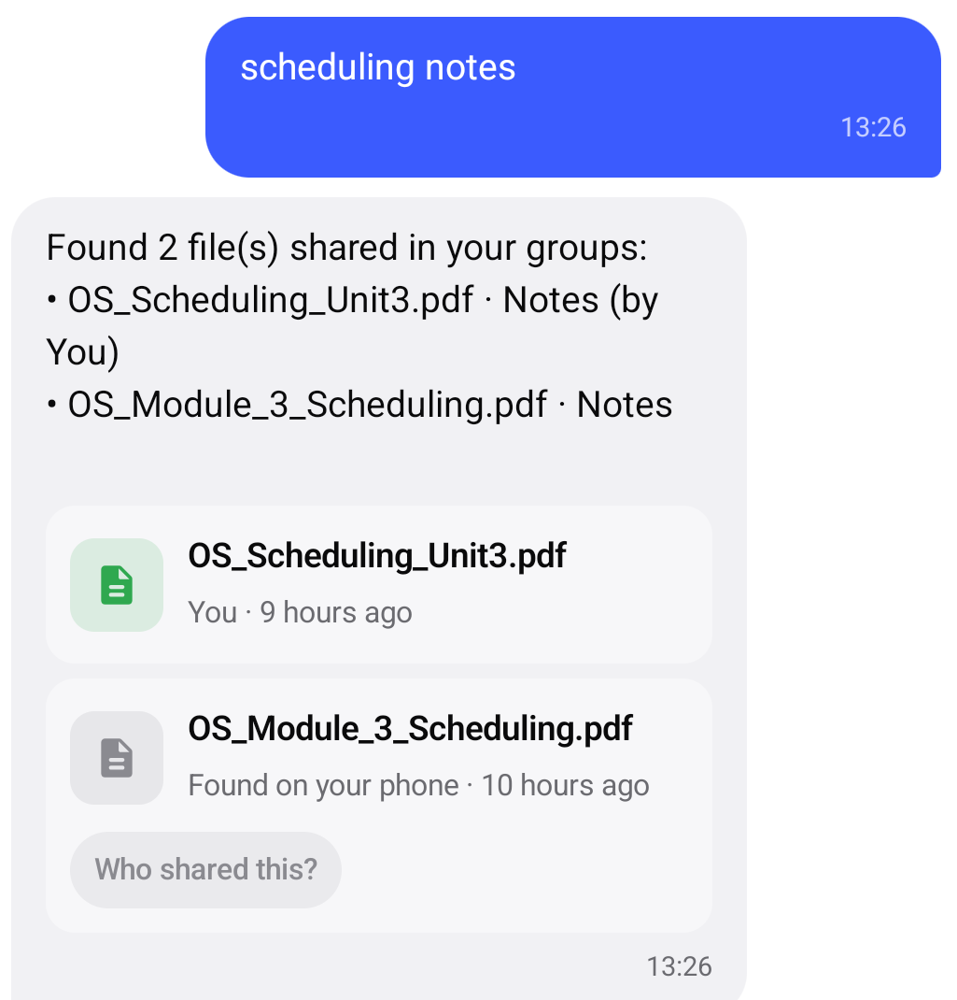 scheduling notes
13:26
Found 2 file(s) shared in your groups:
• OS_Scheduling_Unit3.pdf · Notes (by
You)
• OS_Module_3_Scheduling.pdf · Notes
OS_Scheduling_Unit3.pdf
You · 9 hours ago
OS_Module_3_Scheduling.pdf
Found on your phone · 10 hours ago
Who shared this?
13:26